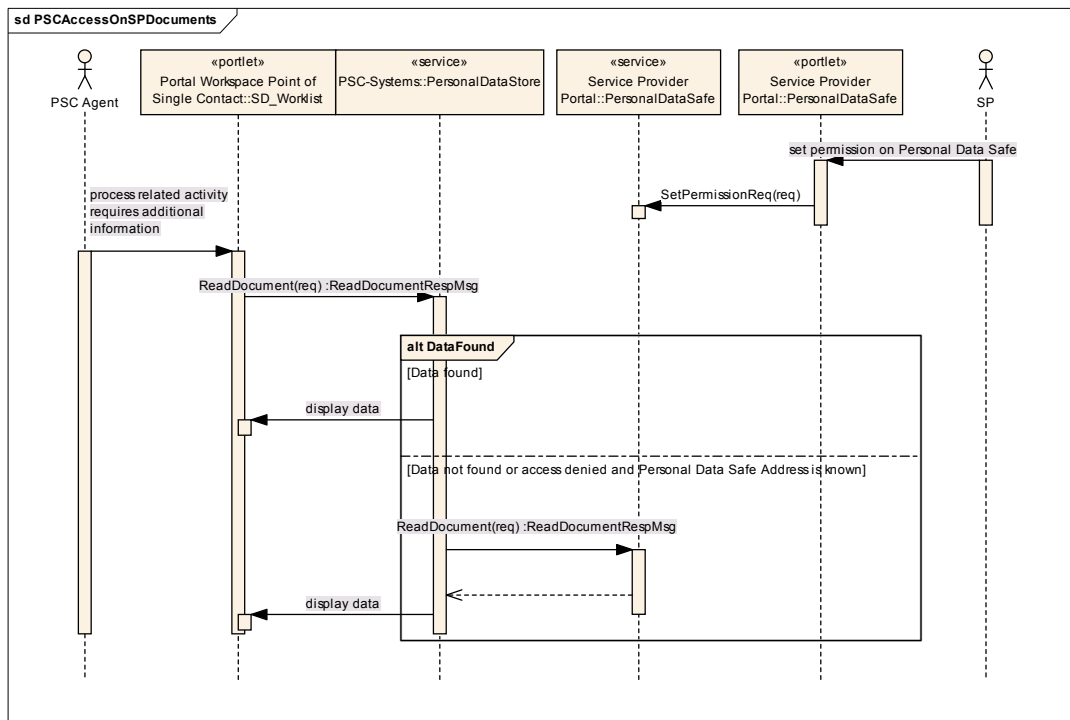 sd PSCAccessOnSPDocuments
PSC Agent
«portlet»
Portal Workspace Point of
Single Contact::SD_Worklist
«service»
PSC-Systems::PersonalDataStore
«service»
Service Provider
Portal::PersonalDataSafe
«portlet»
Service Provider
Portal::PersonalDataSafe
SP
set permission on Personal Data Safe
SetPermissionReq(req)
process related activity
requires additional
information
ReadDocument(req) :ReadDocumentRespMsg
alt DataFound
[Data found]
display data
[Data not found or access denied and Personal Data Safe Address is known]
ReadDocument(req) :ReadDocumentRespMsg
display data